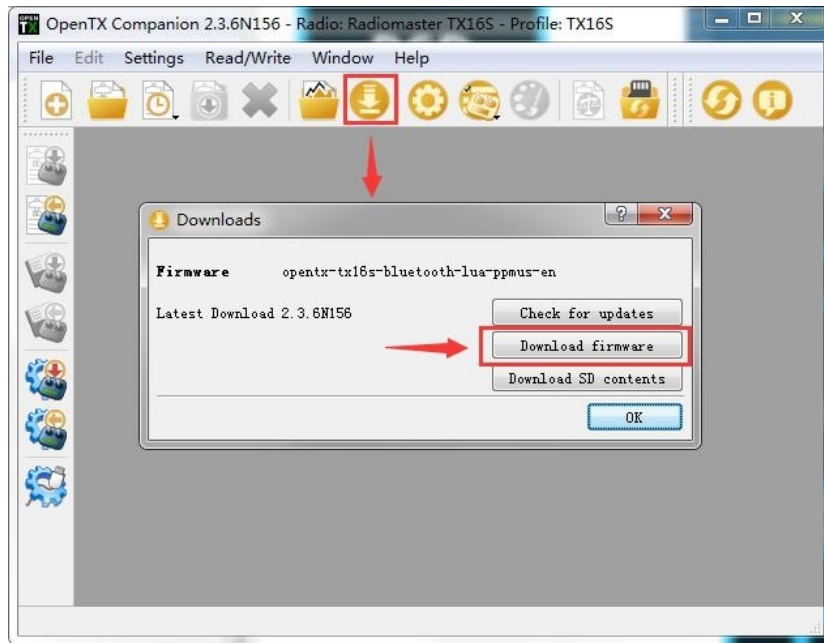 OPEN
TX
OpenTX Companion 2.3.6N156 - Radio: Radiomaster TX16S - Profile: TX16S
File Edit Settings Read/Write Window Help
Downloads
Firmware opentx-tx16s-bluetooth-lua-ppmus-en
Latest Download 2.3.6N156 Check for updates
Download firmware
Download SD contents
OK